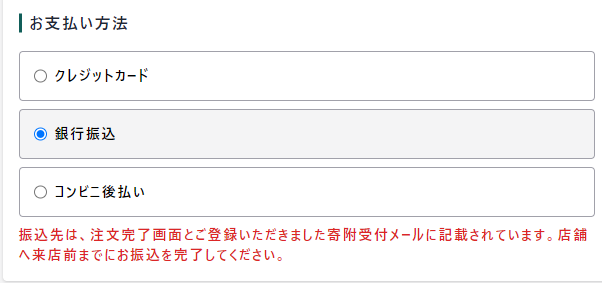 お支払い方法
クレジットカード
銀行振込
コンビニ後払い
振込先は、注文完了画面とご登録いただきました寄附受付メールに記載されています。店舗
へ来店前までにお振込を完了してください。